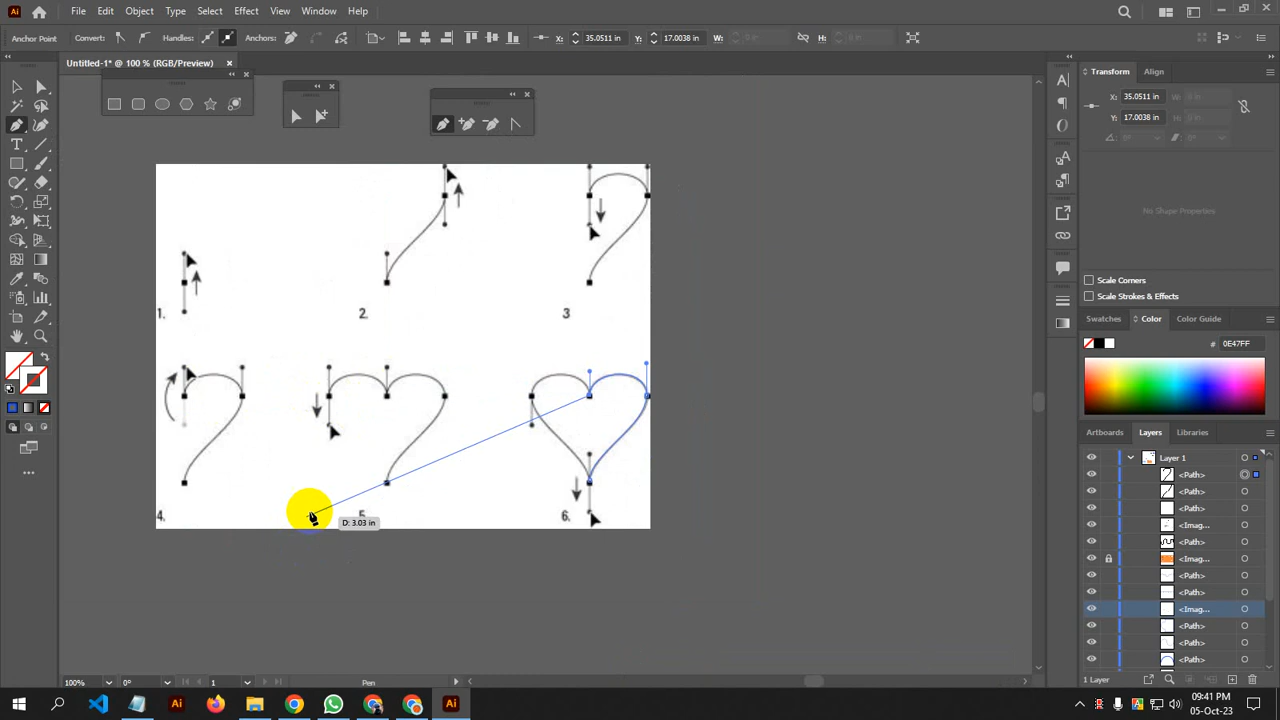 File Edit Object Type Select Effect View Window Help
Anchor Point Convert: Handles: Anchors: X: 35.0511 in Y: 17.0038 in W: H:
Untitled-1* @ 100 % (RGB/Preview)
Transform Align
X: 35.0511 in W:
Y: 17.0038 in H:
No Shape Properties
Scale Corners
Scale Strokes & Effects
Swatches Color Color Guide
# 0E47FF
Artboards Layers Libraries
Layer 1
<Path>
<Path>
<Path>
<Imag...
<Path>
<Imag...
<Path>
<Path>
<Imag...
<Path>
<Path>
<Path>
1 Layer
1. 2. 3
4. 5. 6.
D: 3.03 in
100% 0° 1 Pen
09:41 PM
05-Oct-23